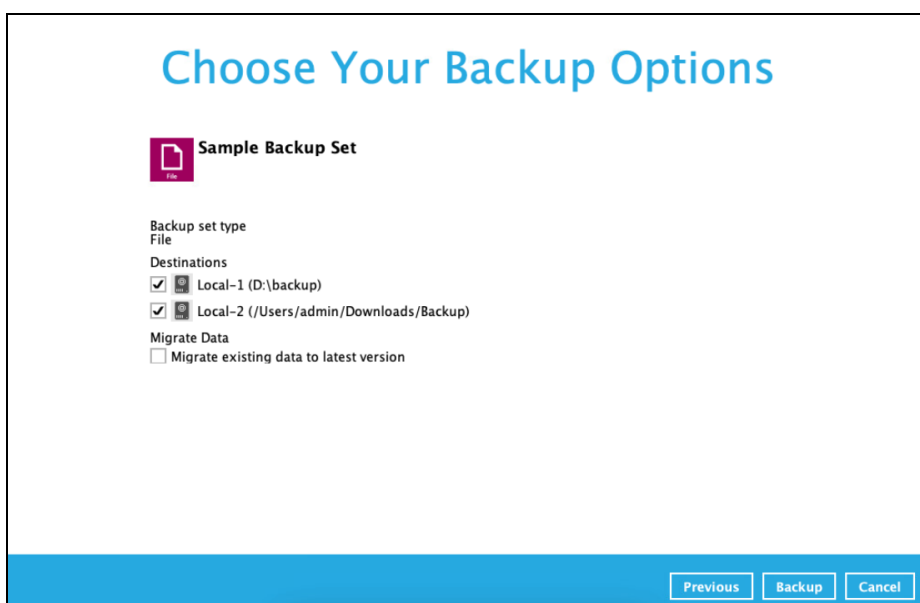 Choose Your Backup Options
Sample Backup Set
File
Backup set type
File
Destinations
Local-1 (D:\backup)
Local-2 (/Users/admin/Downloads/Backup)
Migrate Data
Migrate existing data to latest version
Previous
Backup
Cancel